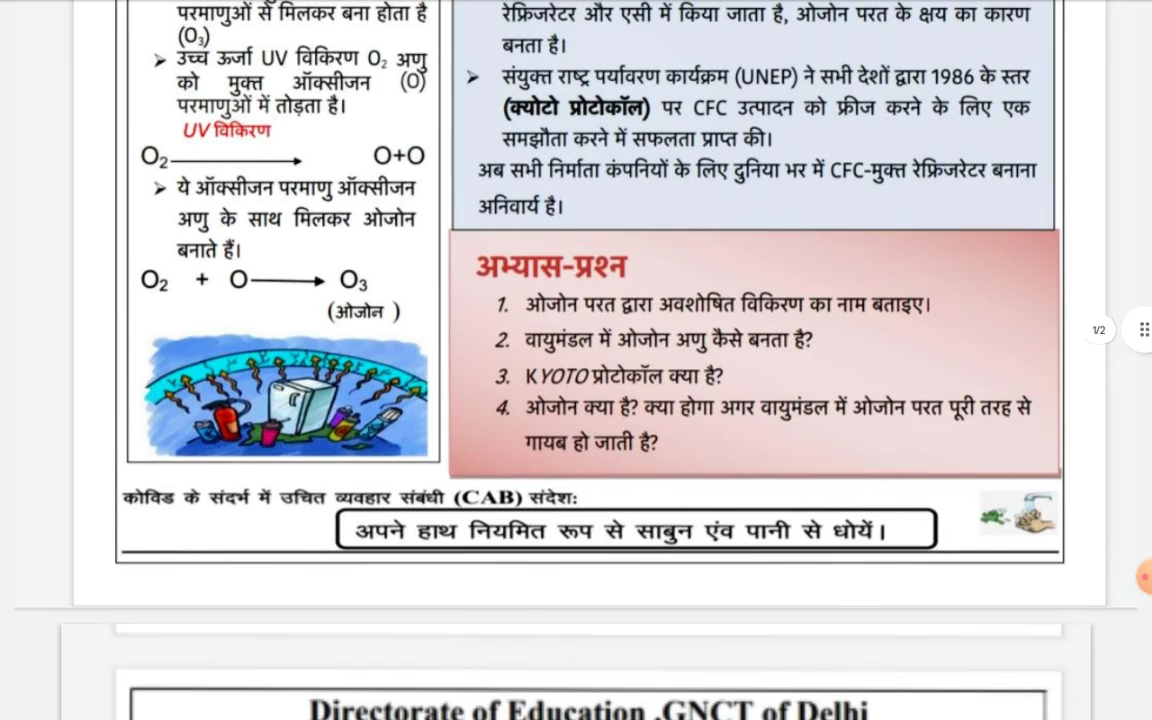 परमाणुओं से मिलकर बना होता है
(O₃)
➢ उच्च ऊर्जा UV विकिरण O₂ अणु
को मुक्त ऑक्सीजन (O)
परमाणुओं में तोड़ता है।
UV विकिरण
O₂ ⟶ O+O
➢ ये ऑक्सीजन परमाणु ऑक्सीजन
अणु के साथ मिलकर ओजोन
बनाते हैं।
O₂ + O ⟶ O₃
(ओजोन )
रेफ्रिजरेटर और एसी में किया जाता है, ओजोन परत के क्षय का कारण
बनता है।
➢ संयुक्त राष्ट्र पर्यावरण कार्यक्रम (UNEP) ने सभी देशों द्वारा 1986 के स्तर
(क्योटो प्रोटोकॉल) पर CFC उत्पादन को फ्रीज करने के लिए एक
समझौता करने में सफलता प्राप्त की।
अब सभी निर्माता कंपनियों के लिए दुनिया भर में CFC-मुक्त रेफ्रिजरेटर बनाना
अनिवार्य है।
अभ्यास-प्रश्न
1. ओजोन परत द्वारा अवशोषित विकिरण का नाम बताइए।
2. वायुमंडल में ओजोन अणु कैसे बनता है?
3. KYOTO प्रोटोकॉल क्या है?
4. ओजोन क्या है? क्या होगा अगर वायुमंडल में ओजोन परत पूरी तरह से
गायब हो जाती है?
1/2
कोविड के संदर्भ में उचित व्यवहार संबंधी (CAB) संदेश:
अपने हाथ नियमित रूप से साबुन एंव पानी से धोयें।
Directorate of Education ,GNCT of Delhi